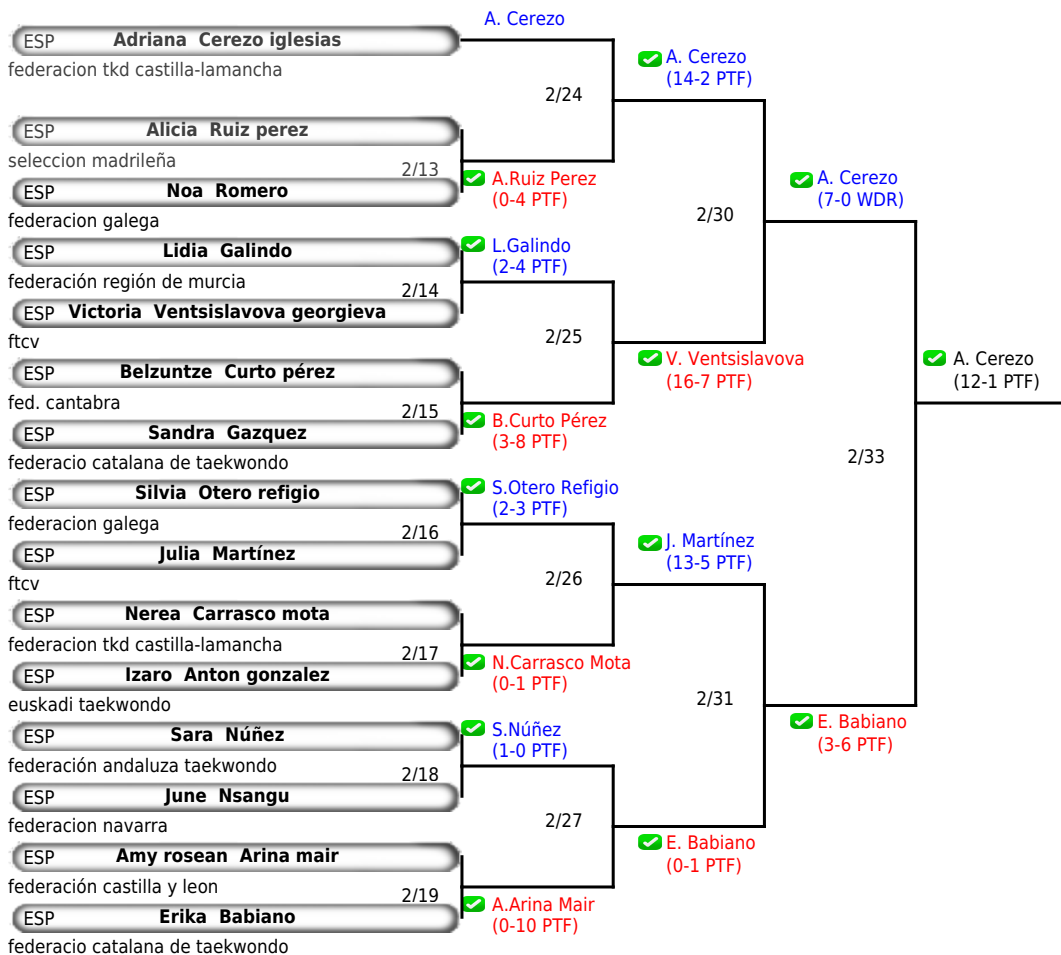 A. Cerezo
ESP Adriana Cerezo iglesias
federacion tkd castilla-lamancha
A. Cerezo
(14-2 PTF)
2/24
ESP Alicia Ruiz perez
seleccion madrileña
2/13
A.Ruiz Perez
(0-4 PTF)
ESP Noa Romero
federacion galega
A. Cerezo
(7-0 WDR)
2/30
ESP Lidia Galindo
L.Galindo
(2-4 PTF)
federación región de murcia
2/14
ESP Victoria Ventsislavova georgieva
ftcv
2/25
V. Ventsislavova
(16-7 PTF)
A. Cerezo
(12-1 PTF)
ESP Belzuntze Curto pérez
fed. cantabra
2/15
B.Curto Pérez
(3-8 PTF)
ESP Sandra Gazquez
federacio catalana de taekwondo
2/33
ESP Silvia Otero refigio
S.Otero Refigio
(2-3 PTF)
federacion galega
2/16
J. Martínez
(13-5 PTF)
ESP Julia Martínez
ftcv
2/26
ESP Nerea Carrasco mota
federacion tkd castilla-lamancha
2/17
N.Carrasco Mota
(0-1 PTF)
ESP Izaro Anton gonzalez
euskadi taekwondo
2/31
E. Babiano
(3-6 PTF)
ESP Sara Núñez
S.Núñez
(1-0 PTF)
federación andaluza taekwondo
2/18
ESP June Nsangu
federacion navarra
2/27
E. Babiano
(0-1 PTF)
ESP Amy rosean Arina mair
federación castilla y leon
2/19
A.Arina Mair
(0-10 PTF)
ESP Erika Babiano
federacio catalana de taekwondo